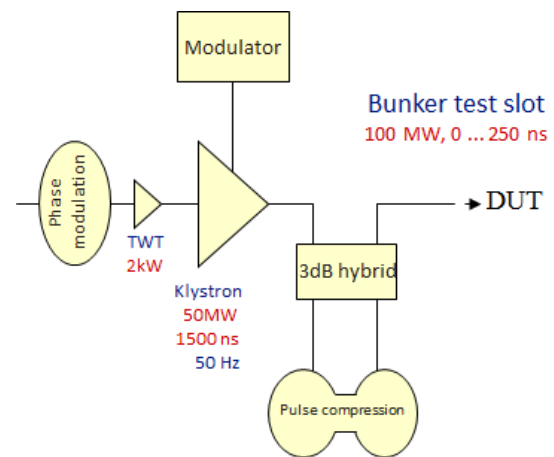 Modulator
Bunker test slot
100 MW, 0 ... 250 ns
Phase
modulation
TWT
2kW
DUT
3dB hybrid
Klystron
50MW
1500 ns
50 Hz
Pulse compression